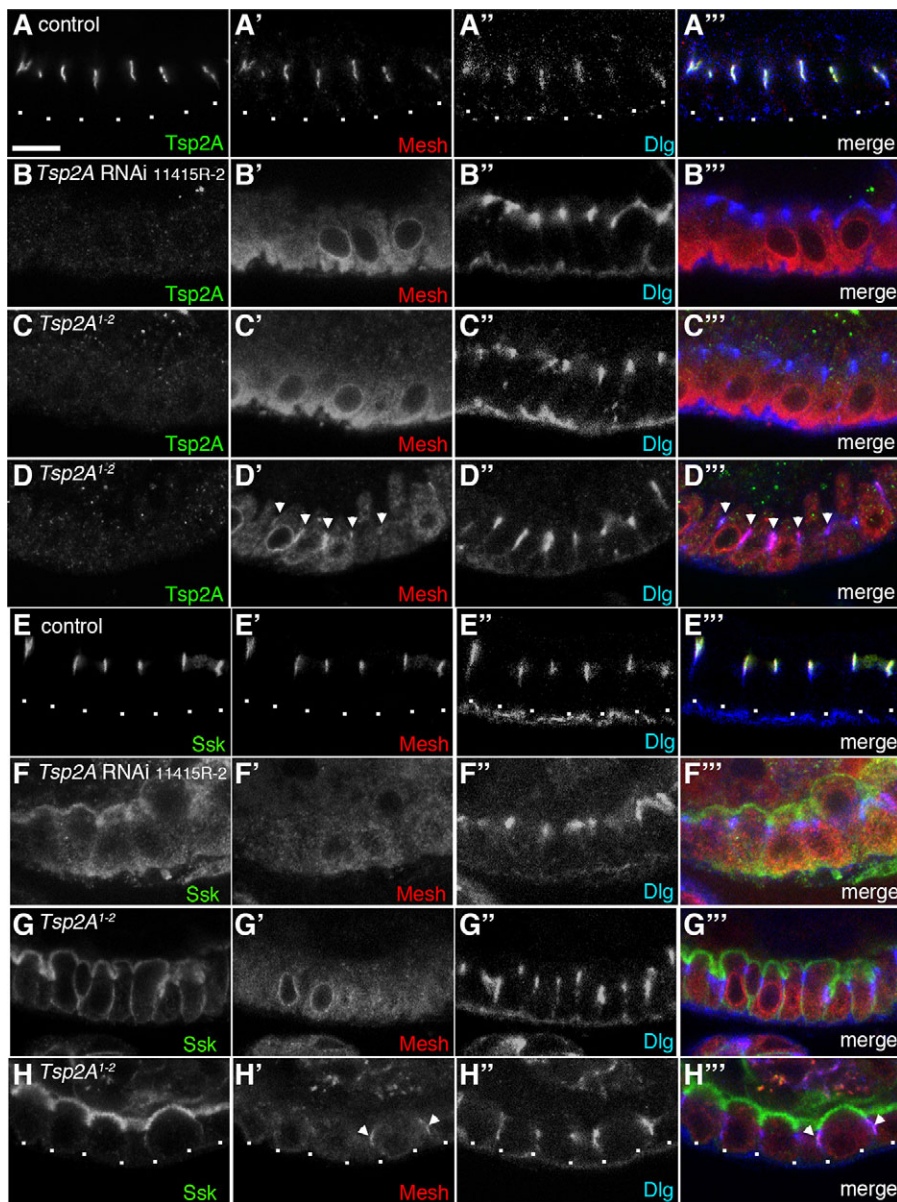 A control A' A'' A'''
Tsp2A Mesh Dlg merge
B Tsp2A RNAi 11415R-2 B' B'' B'''
Tsp2A Mesh Dlg merge
C Tsp2A1-2 C' C'' C'''
Tsp2A Mesh Dlg merge
D Tsp2A1-2 D' D'' D'''
Tsp2A Mesh Dlg merge
E control E' E'' E'''
Ssk Mesh Dlg merge
F Tsp2A RNAi 11415R-2 F' F'' F'''
Ssk Mesh Dlg merge
G Tsp2A1-2 G' G'' G'''
Ssk Mesh Dlg merge
H Tsp2A1-2 H' H'' H'''
Ssk Mesh Dlg merge